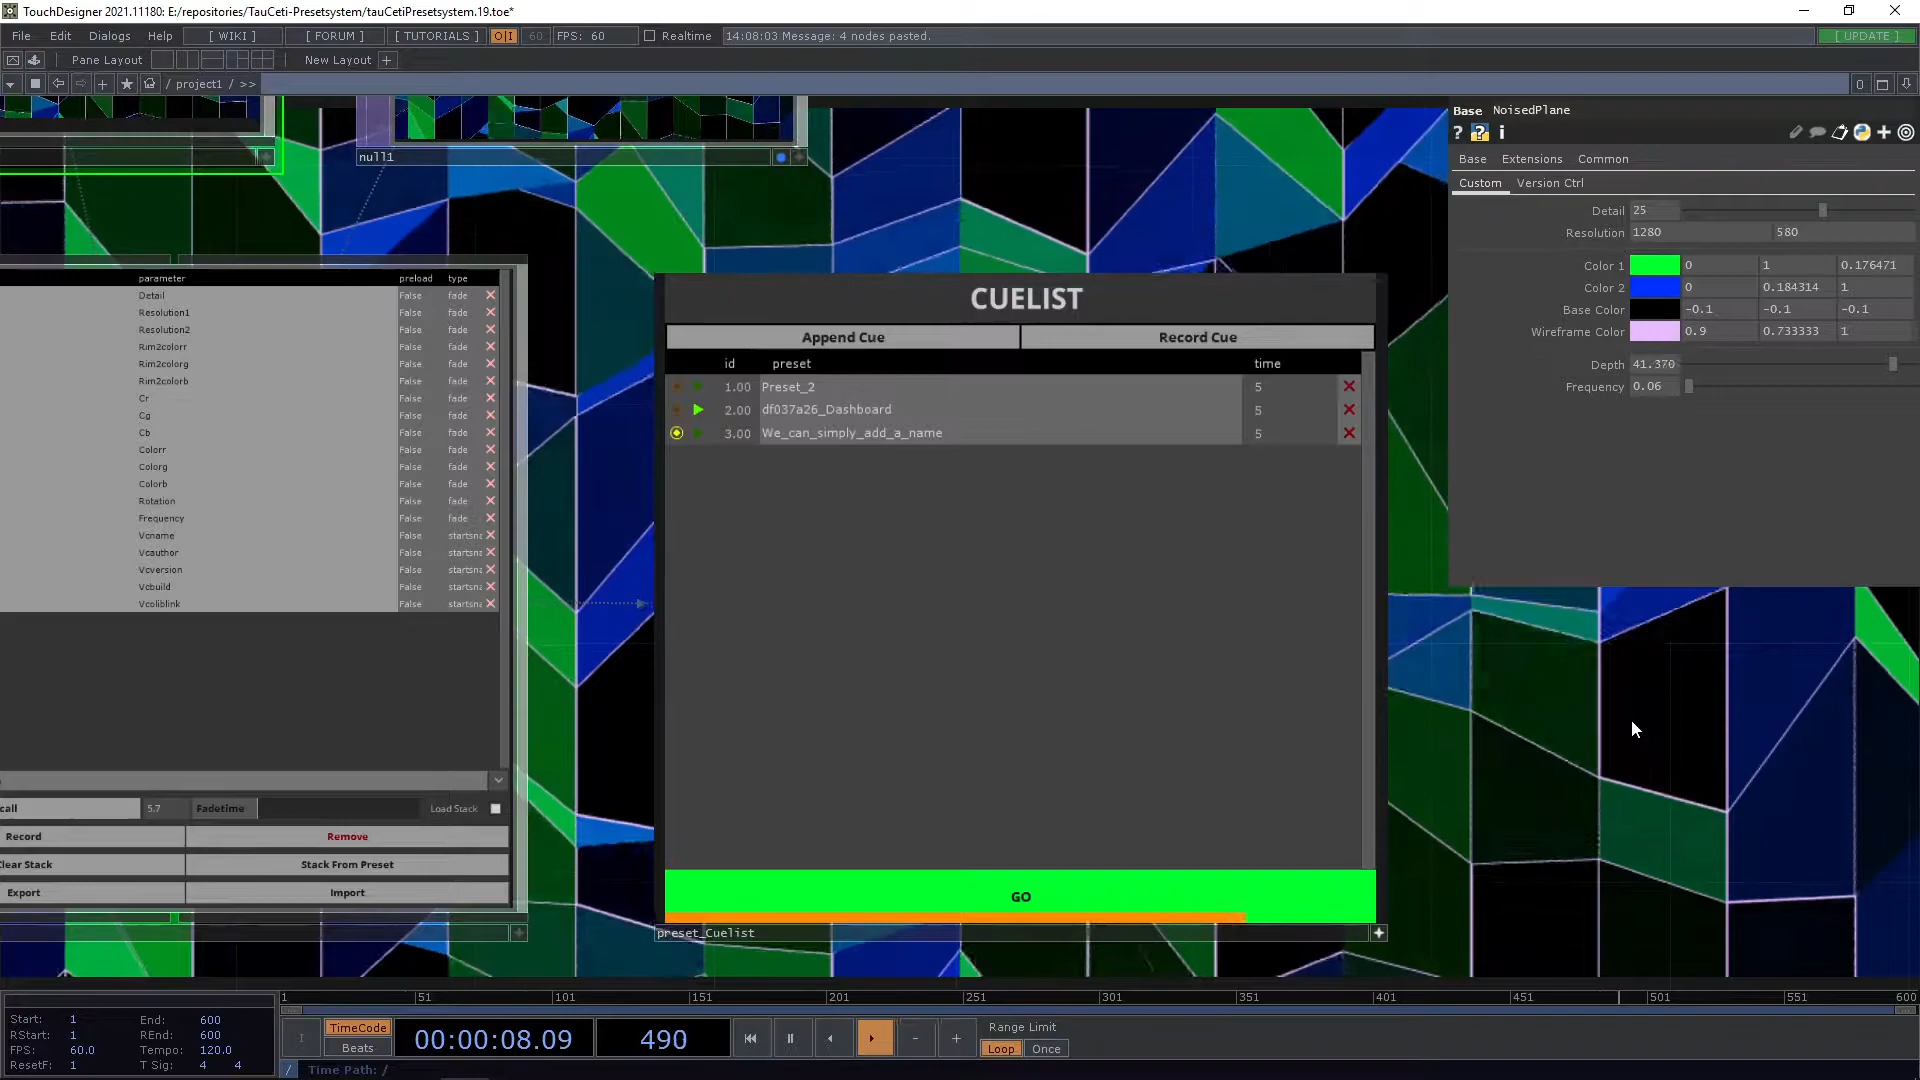 TouchDesigner 2021.11180: E:/repositories/TauCeti-Presetsystem/tauCetiPresetsystem.19.toe*
File Edit Dialogs Help [ WIKI ] [ FORUM ] [ TUTORIALS ] O|I 60 FPS: 60 Realtime 14:08:03 Message: 4 nodes pasted. [ UPDATE ]
Pane Layout New Layout +
/ project1 / >> 0
Base NoisedPlane
? ? i
Base Extensions Common
Custom Version Ctrl
Detail 25
Resolution 1280 580
Color 1 0 1 0.176471
Color 2 0 0.184314 1
Base Color -0.1 -0.1 -0.1
Wireframe Color 0.9 0.733333 1
Depth 41.370
Frequency 0.06
null1
parameter preload type
Detail False fade
Resolution1 False fade
Resolution2 False fade
Rim2colorr False fade
Rim2colorg False fade
Rim2colorb False fade
Cr False fade
Cg False fade
Cb False fade
Colorr False fade
Colorg False fade
Colorb False fade
Rotation False fade
Frequency False fade
Vcname False startsna
Vcauthor False startsna
Vcversion False startsna
Vcbuild False startsna
Vccliblink False startsna
call 5.7 Fadetime Load Stack
Record Remove
Clear Stack Stack From Preset
Export Import
CUELIST
Append Cue Record Cue
id preset time
1.00 Preset_2 5
2.00 df037a26_Dashboard 5
3.00 We_can_simply_add_a_name 5
GO
preset_Cuelist
1 51 101 151 201 251 301 351 401 451 501 551 600
Start: 1 End: 600
RStart: 1 REnd: 600
FPS: 60.0 Tempo: 120.0
ResetF: 1 T Sig: 4 4
TimeCode
Beats
00:00:08.09 490
- +
Range Limit
Loop Once
/ Time Path: /